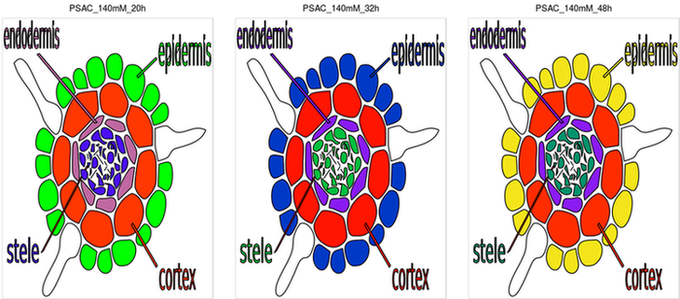 PSAC_140mM_20h
endodermis
epidermis
stele
cortex
PSAC_140mM_32h
endodermis
epidermis
stele
cortex
PSAC_140mM_48h
endodermis
epidermis
stele
cortex